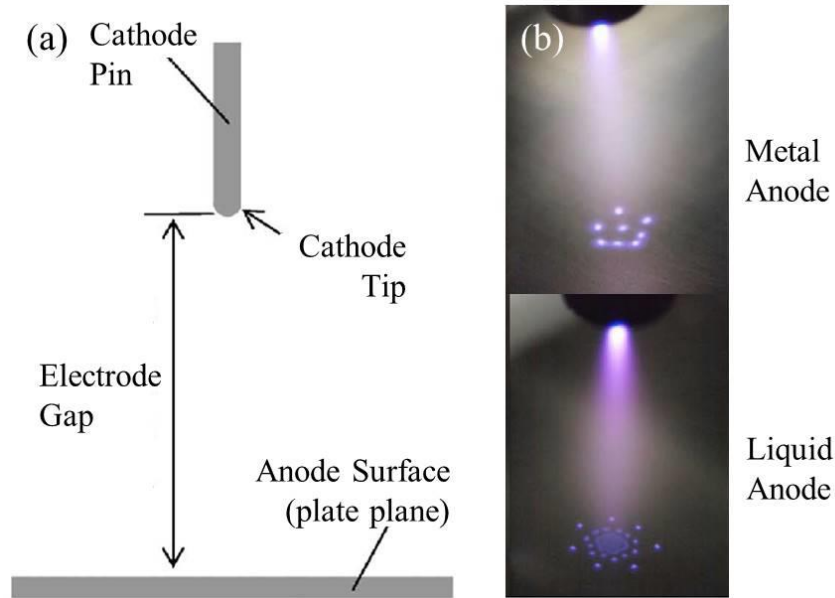 (a)
Cathode
Pin
Cathode
Tip
Electrode
Gap
Anode Surface
(plate plane)
(b)
Metal
Anode
Liquid
Anode